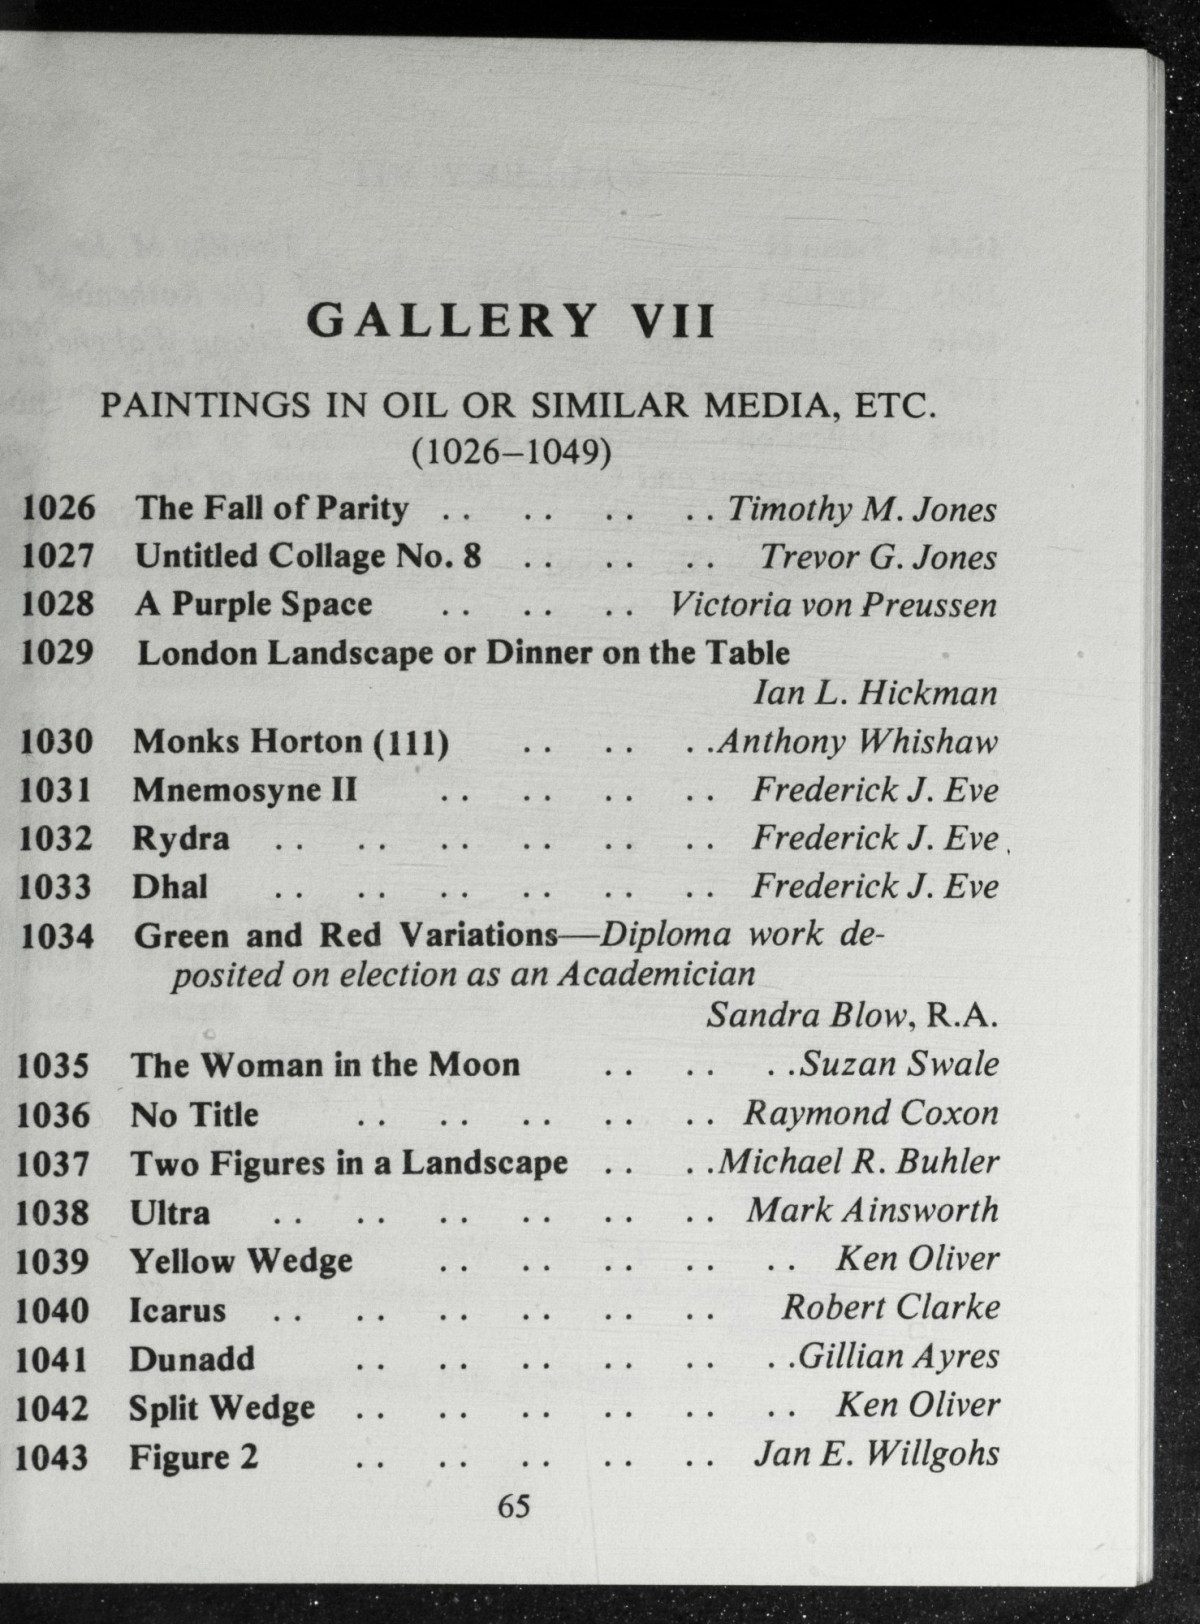 GALLERY VII
PAINTINGS IN OIL OR SIMILAR MEDIA, ETC.
(1026–1049)
1026 The Fall of Parity .. .. .. .. Timothy M. Jones
1027 Untitled Collage No. 8 .. .. .. Trevor G. Jones
1028 A Purple Space .. .. .. Victoria von Preussen
1029 London Landscape or Dinner on the Table
Ian L. Hickman
1030 Monks Horton (111) .. .. .. Anthony Whishaw
1031 Mnemosyne II .. .. .. .. Frederick J. Eve
1032 Rydra .. .. .. .. .. .. Frederick J. Eve
1033 Dhal .. .. .. .. .. .. Frederick J. Eve
1034 Green and Red Variations—Diploma work de-
posited on election as an Academician
Sandra Blow, R.A.
1035 The Woman in the Moon .. .. .. Suzan Swale
1036 No Title .. .. .. .. .. Raymond Coxon
1037 Two Figures in a Landscape .. .. Michael R. Buhler
1038 Ultra .. .. .. .. .. .. Mark Ainsworth
1039 Yellow Wedge .. .. .. .. .. Ken Oliver
1040 Icarus .. .. .. .. .. .. Robert Clarke
1041 Dunadd .. .. .. .. .. .. Gillian Ayres
1042 Split Wedge .. .. .. .. .. .. Ken Oliver
1043 Figure 2 .. .. .. .. .. Jan E. Willgohs
65